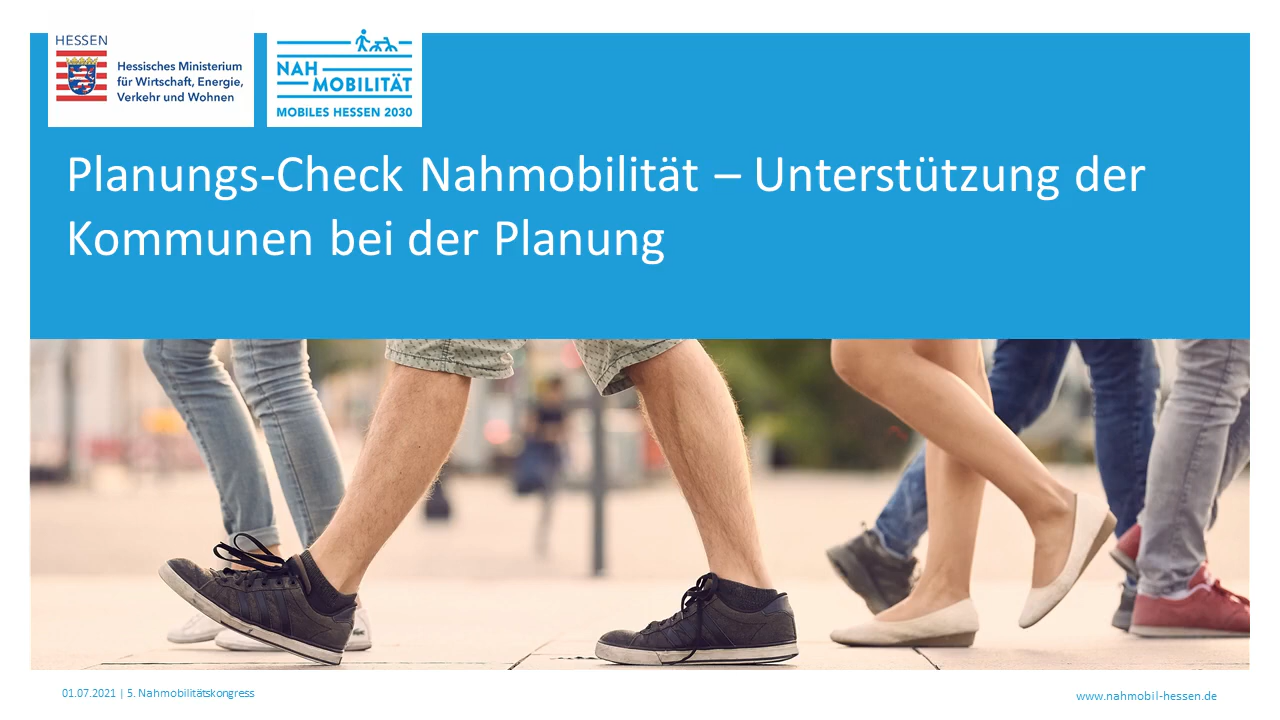 HESSEN
Hessisches Ministerium
für Wirtschaft, Energie,
Verkehr und Wohnen
NAH
MOBILITÄT
MOBILES HESSEN 2030
Planungs-Check Nahmobilität – Unterstützung der
Kommunen bei der Planung
01.07.2021 | 5. Nahmobilitätskongress
www.nahmobil-hessen.de